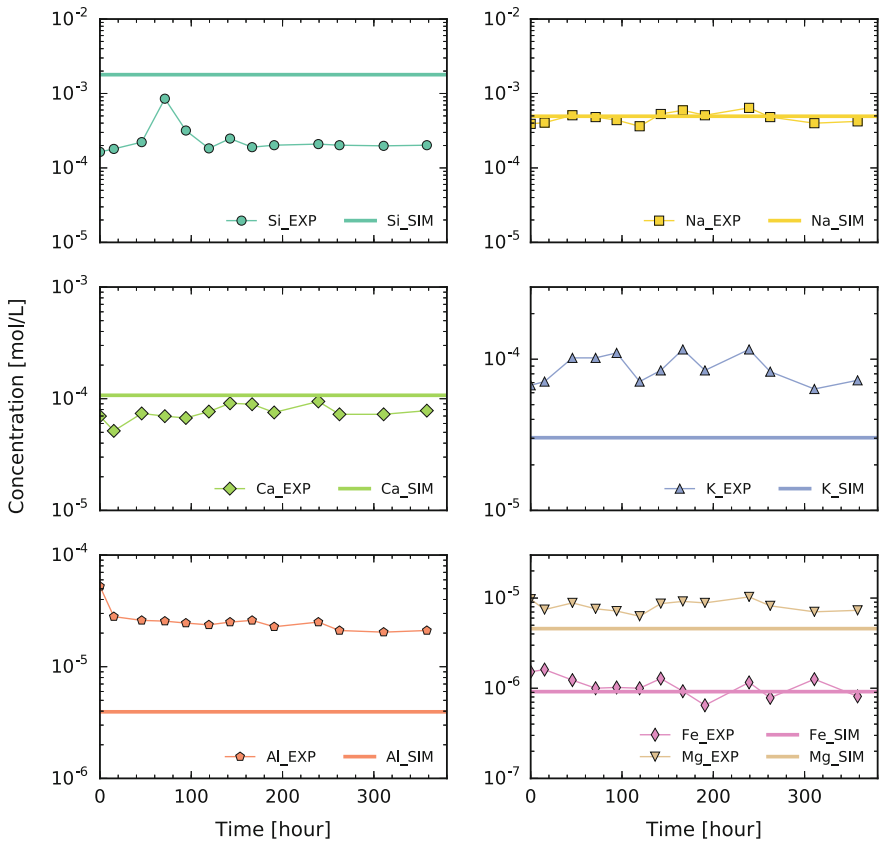 10⁻²
10⁻³
10⁻⁴
10⁻⁵
Si_EXP Si_SIM
10⁻²
10⁻³
10⁻⁴
10⁻⁵
Na_EXP Na_SIM
Concentration [mol/L]
10⁻³
10⁻⁴
10⁻⁵
Ca_EXP Ca_SIM
10⁻⁴
10⁻⁵
K_EXP K_SIM
10⁻⁴
10⁻⁵
10⁻⁶
Al_EXP Al_SIM
0 100 200 300
Time [hour]
10⁻⁵
10⁻⁶
10⁻⁷
Fe_EXP Fe_SIM
Mg_EXP Mg_SIM
0 100 200 300
Time [hour]